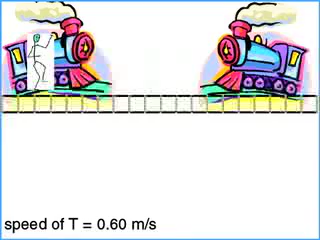 speed of T = 0.60 m/s